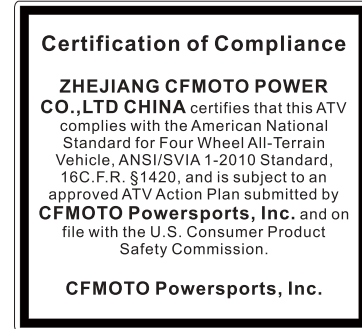 Certification of Compliance
ZHEJIANG CFMOTO POWER
CO.,LTD CHINA certifies that this ATV
complies with the American National
Standard for Four Wheel All-Terrain
Vehicle, ANSI/SVIA 1-2010 Standard,
16C.F.R. §1420, and is subject to an
approved ATV Action Plan submitted by
CFMOTO Powersports, Inc. and on
file with the U.S. Consumer Product
Safety Commission.
CFMOTO Powersports, Inc.